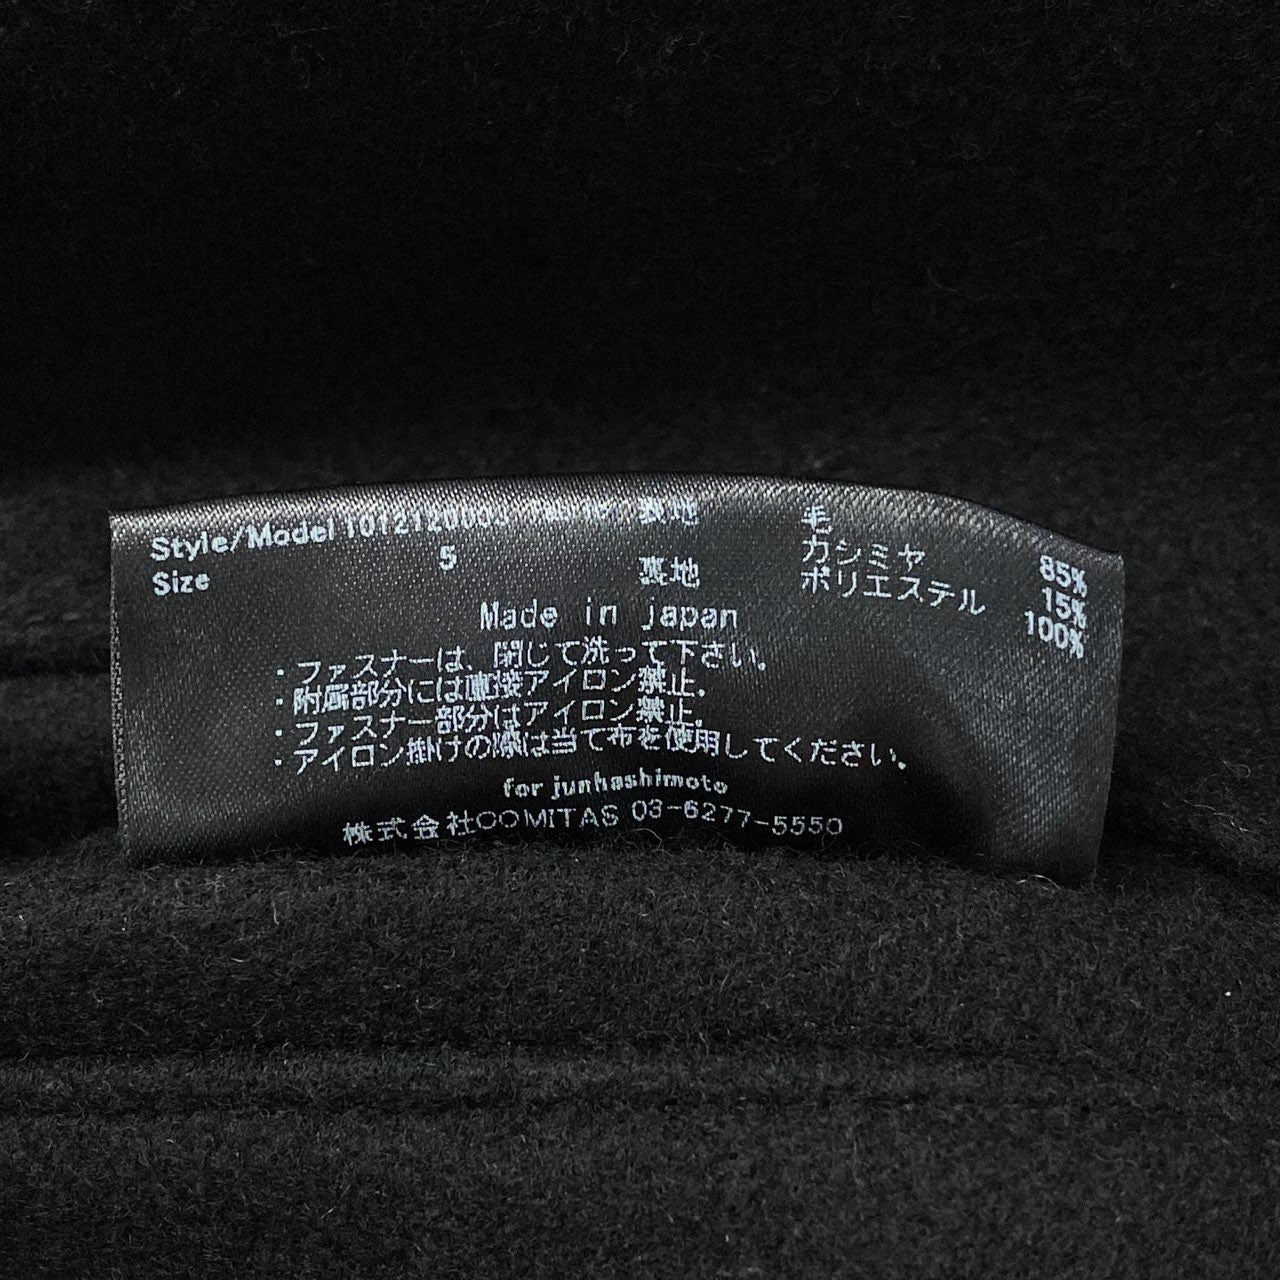 Style/Model 1012120003 表地 毛 85%
カシミヤ 15%
Size 5 裏地 ポリエステル 100%
Made in japan
・ファスナーは、閉じて洗って下さい。
・附属部分には直接アイロン禁止。
・ファスナー部分はアイロン禁止。
・アイロン掛けの際は当て布を使用してください。
for junhashimoto
株式会社COMITAS 03-6277-5550